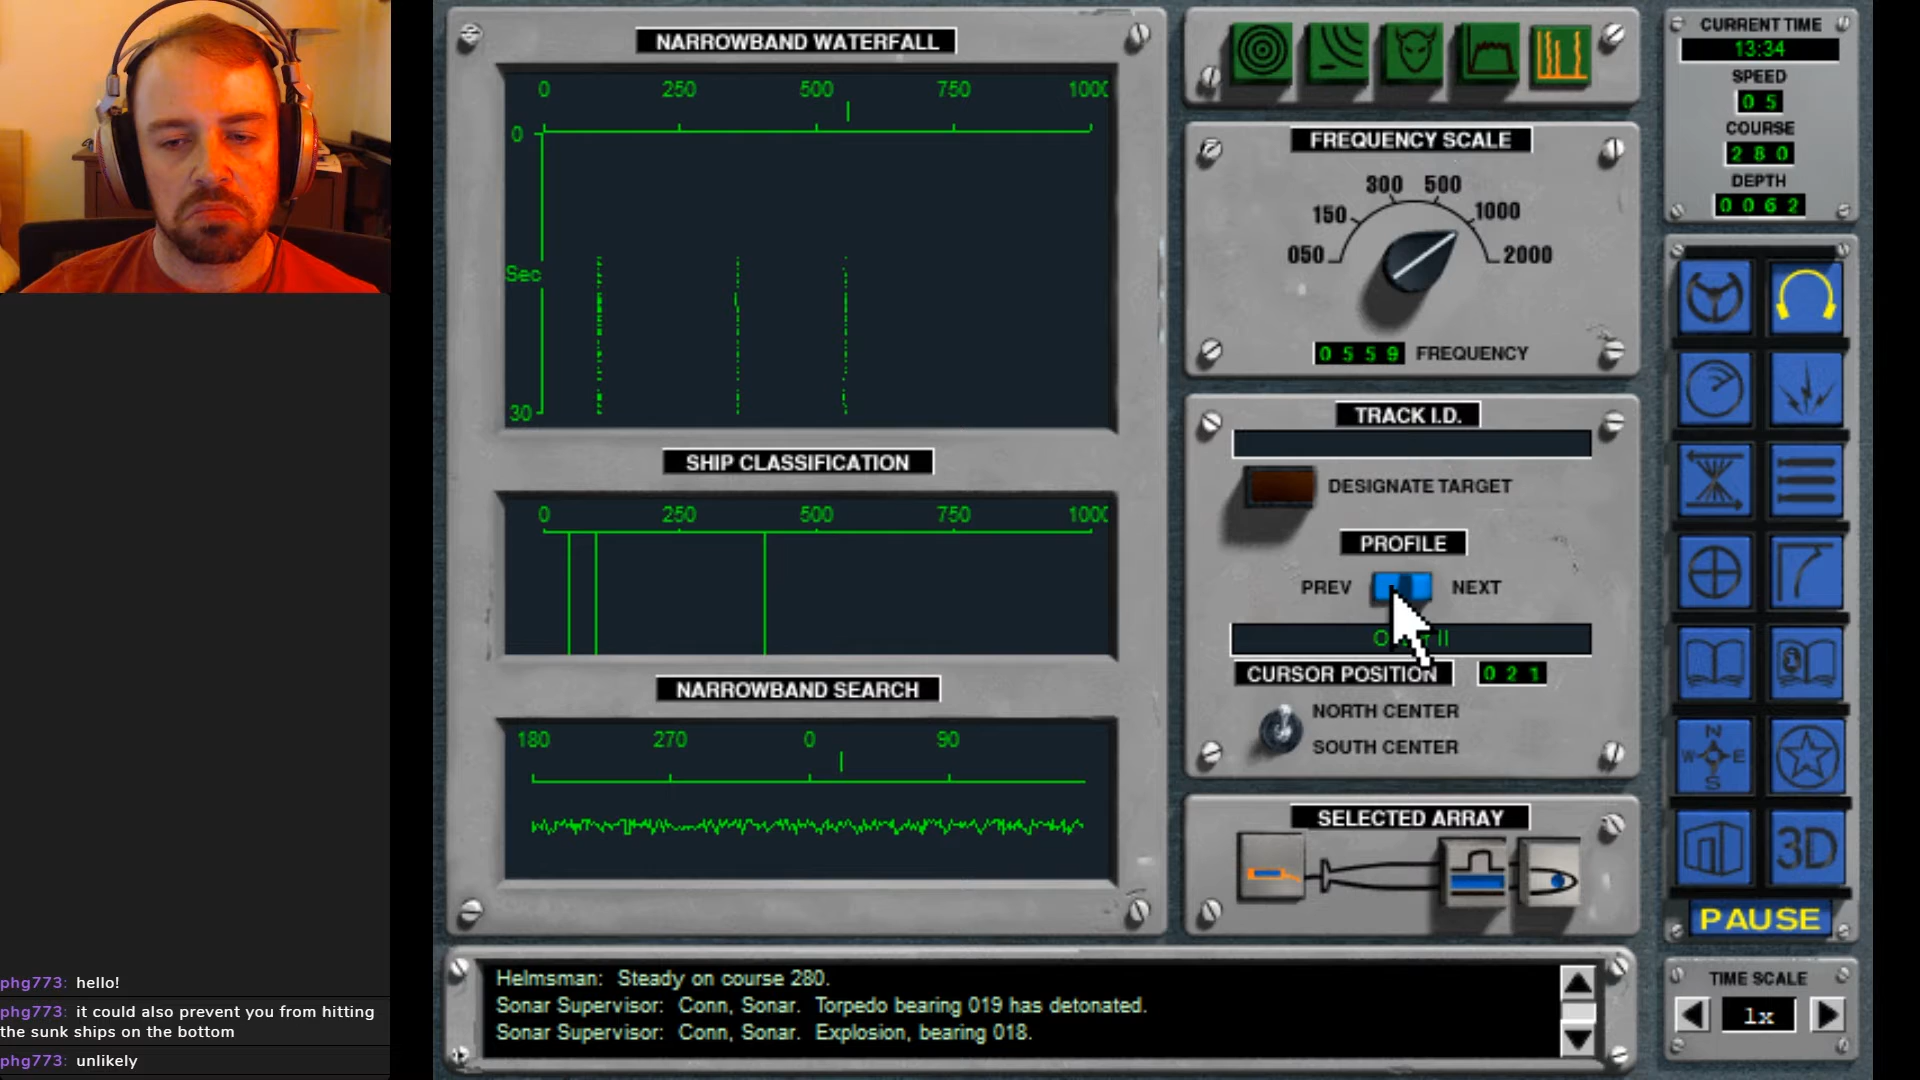 NARROWBAND WATERFALL
0 250 500 750 1000
0
Sec
30
SHIP CLASSIFICATION
0 250 500 750 1000
NARROWBAND SEARCH
180 270 0 90
FREQUENCY SCALE
300 500
150 1000
050 2000
0559 FREQUENCY
TRACK I.D.
DESIGNATE TARGET
PROFILE
PREV NEXT
II
CURSOR POSITION 021
NORTH CENTER
SOUTH CENTER
SELECTED ARRAY
CURRENT TIME
13:34
SPEED
05
COURSE
280
DEPTH
0062
N
W E
S
3D
PAUSE
TIME SCALE
1x
Helmsman: Steady on course 280.
Sonar Supervisor: Conn, Sonar. Torpedo bearing 019 has detonated.
Sonar Supervisor: Conn, Sonar. Explosion, bearing 018.
phg773: hello!
phg773: it could also prevent you from hitting
the sunk ships on the bottom
phg773: unlikely